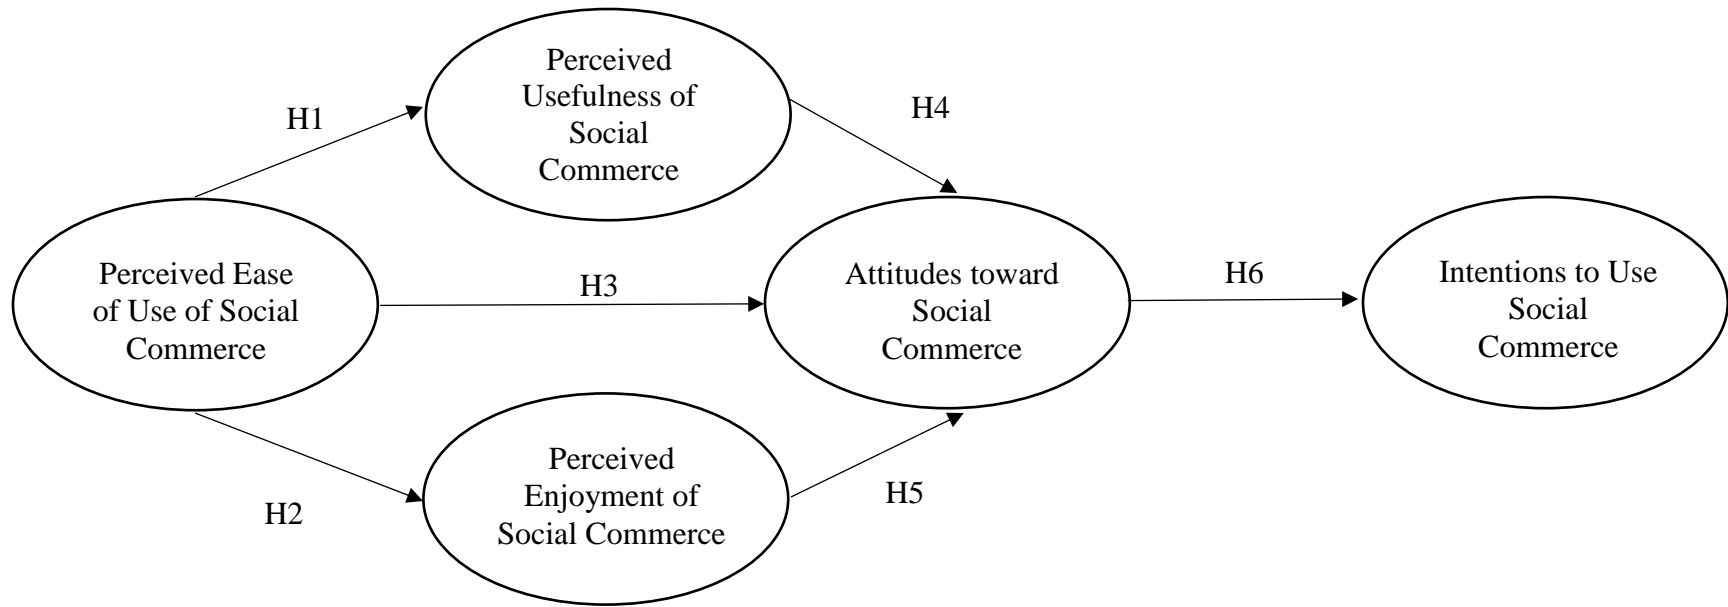 Perceived
Usefulness of
Social
Commerce
H1
H4
Perceived Ease
of Use of Social
Commerce
H3
Attitudes toward
Social
Commerce
H6
Intentions to Use
Social
Commerce
H2
Perceived
Enjoyment of
Social Commerce
H5